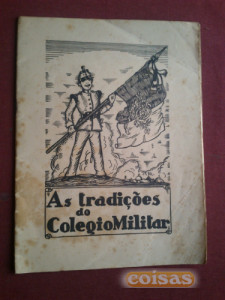 As tradições
do
Colegio Militar
coisas